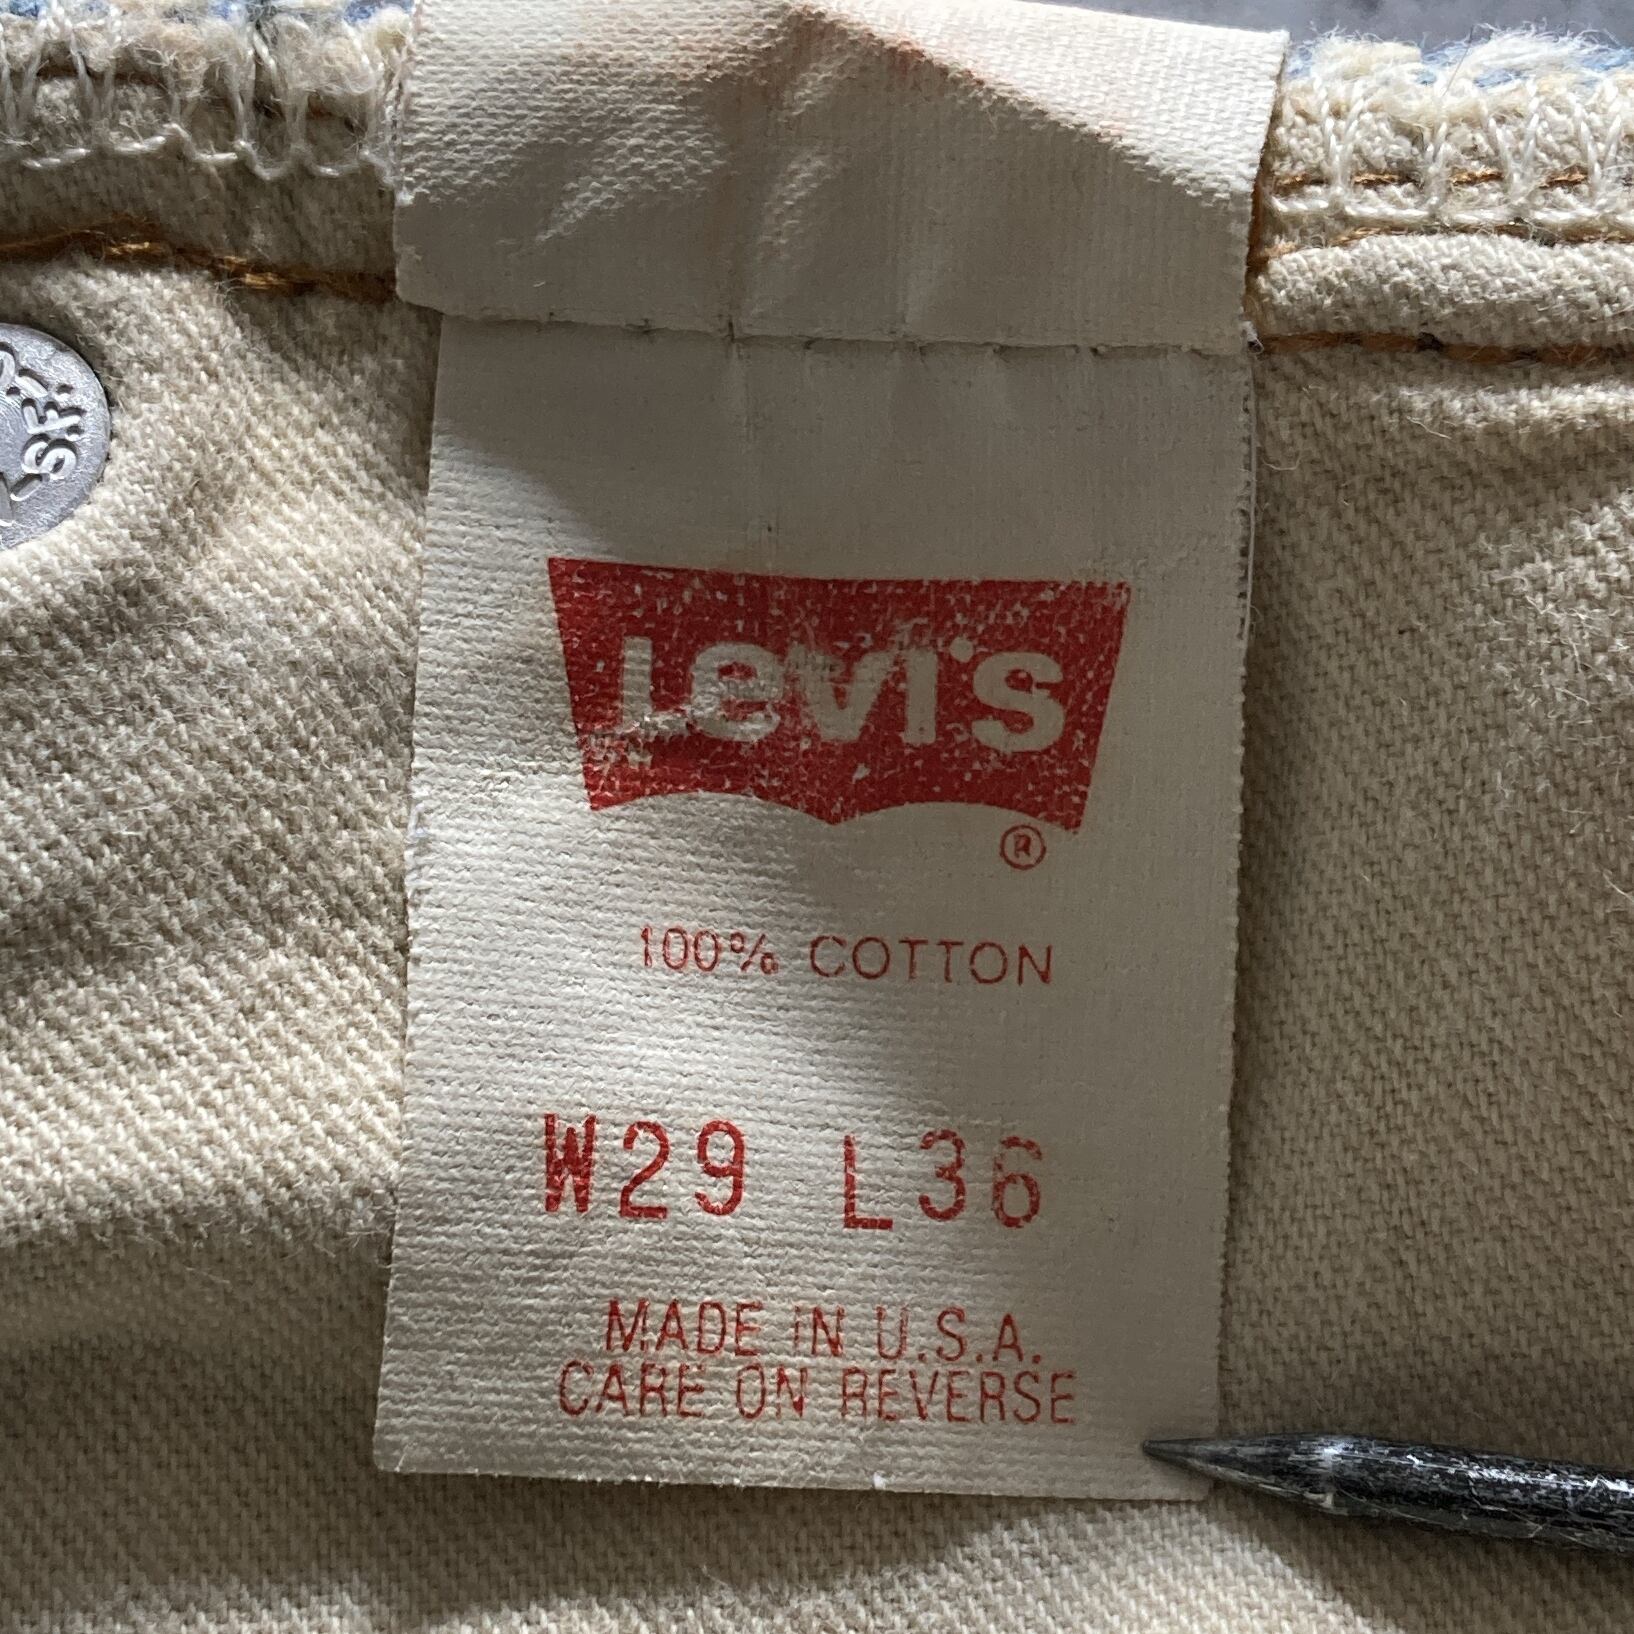 Levi's
®
100% COTTON
W29 L36
MADE IN U.S.A.
CARE ON REVERSE